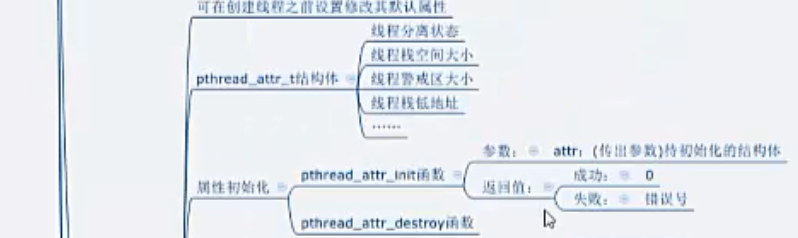 可在创建线程之前设置修改其默认属性
线程分离状态
线程栈空间大小
pthread_attr_t结构体
线程警戒区大小
线程栈低地址
......
参数： attr：(传出参数)待初始化的结构体
pthread_attr_init函数
成功： 0
属性初始化
返回值：
失败： 错误号
pthread_attr_destroy函数